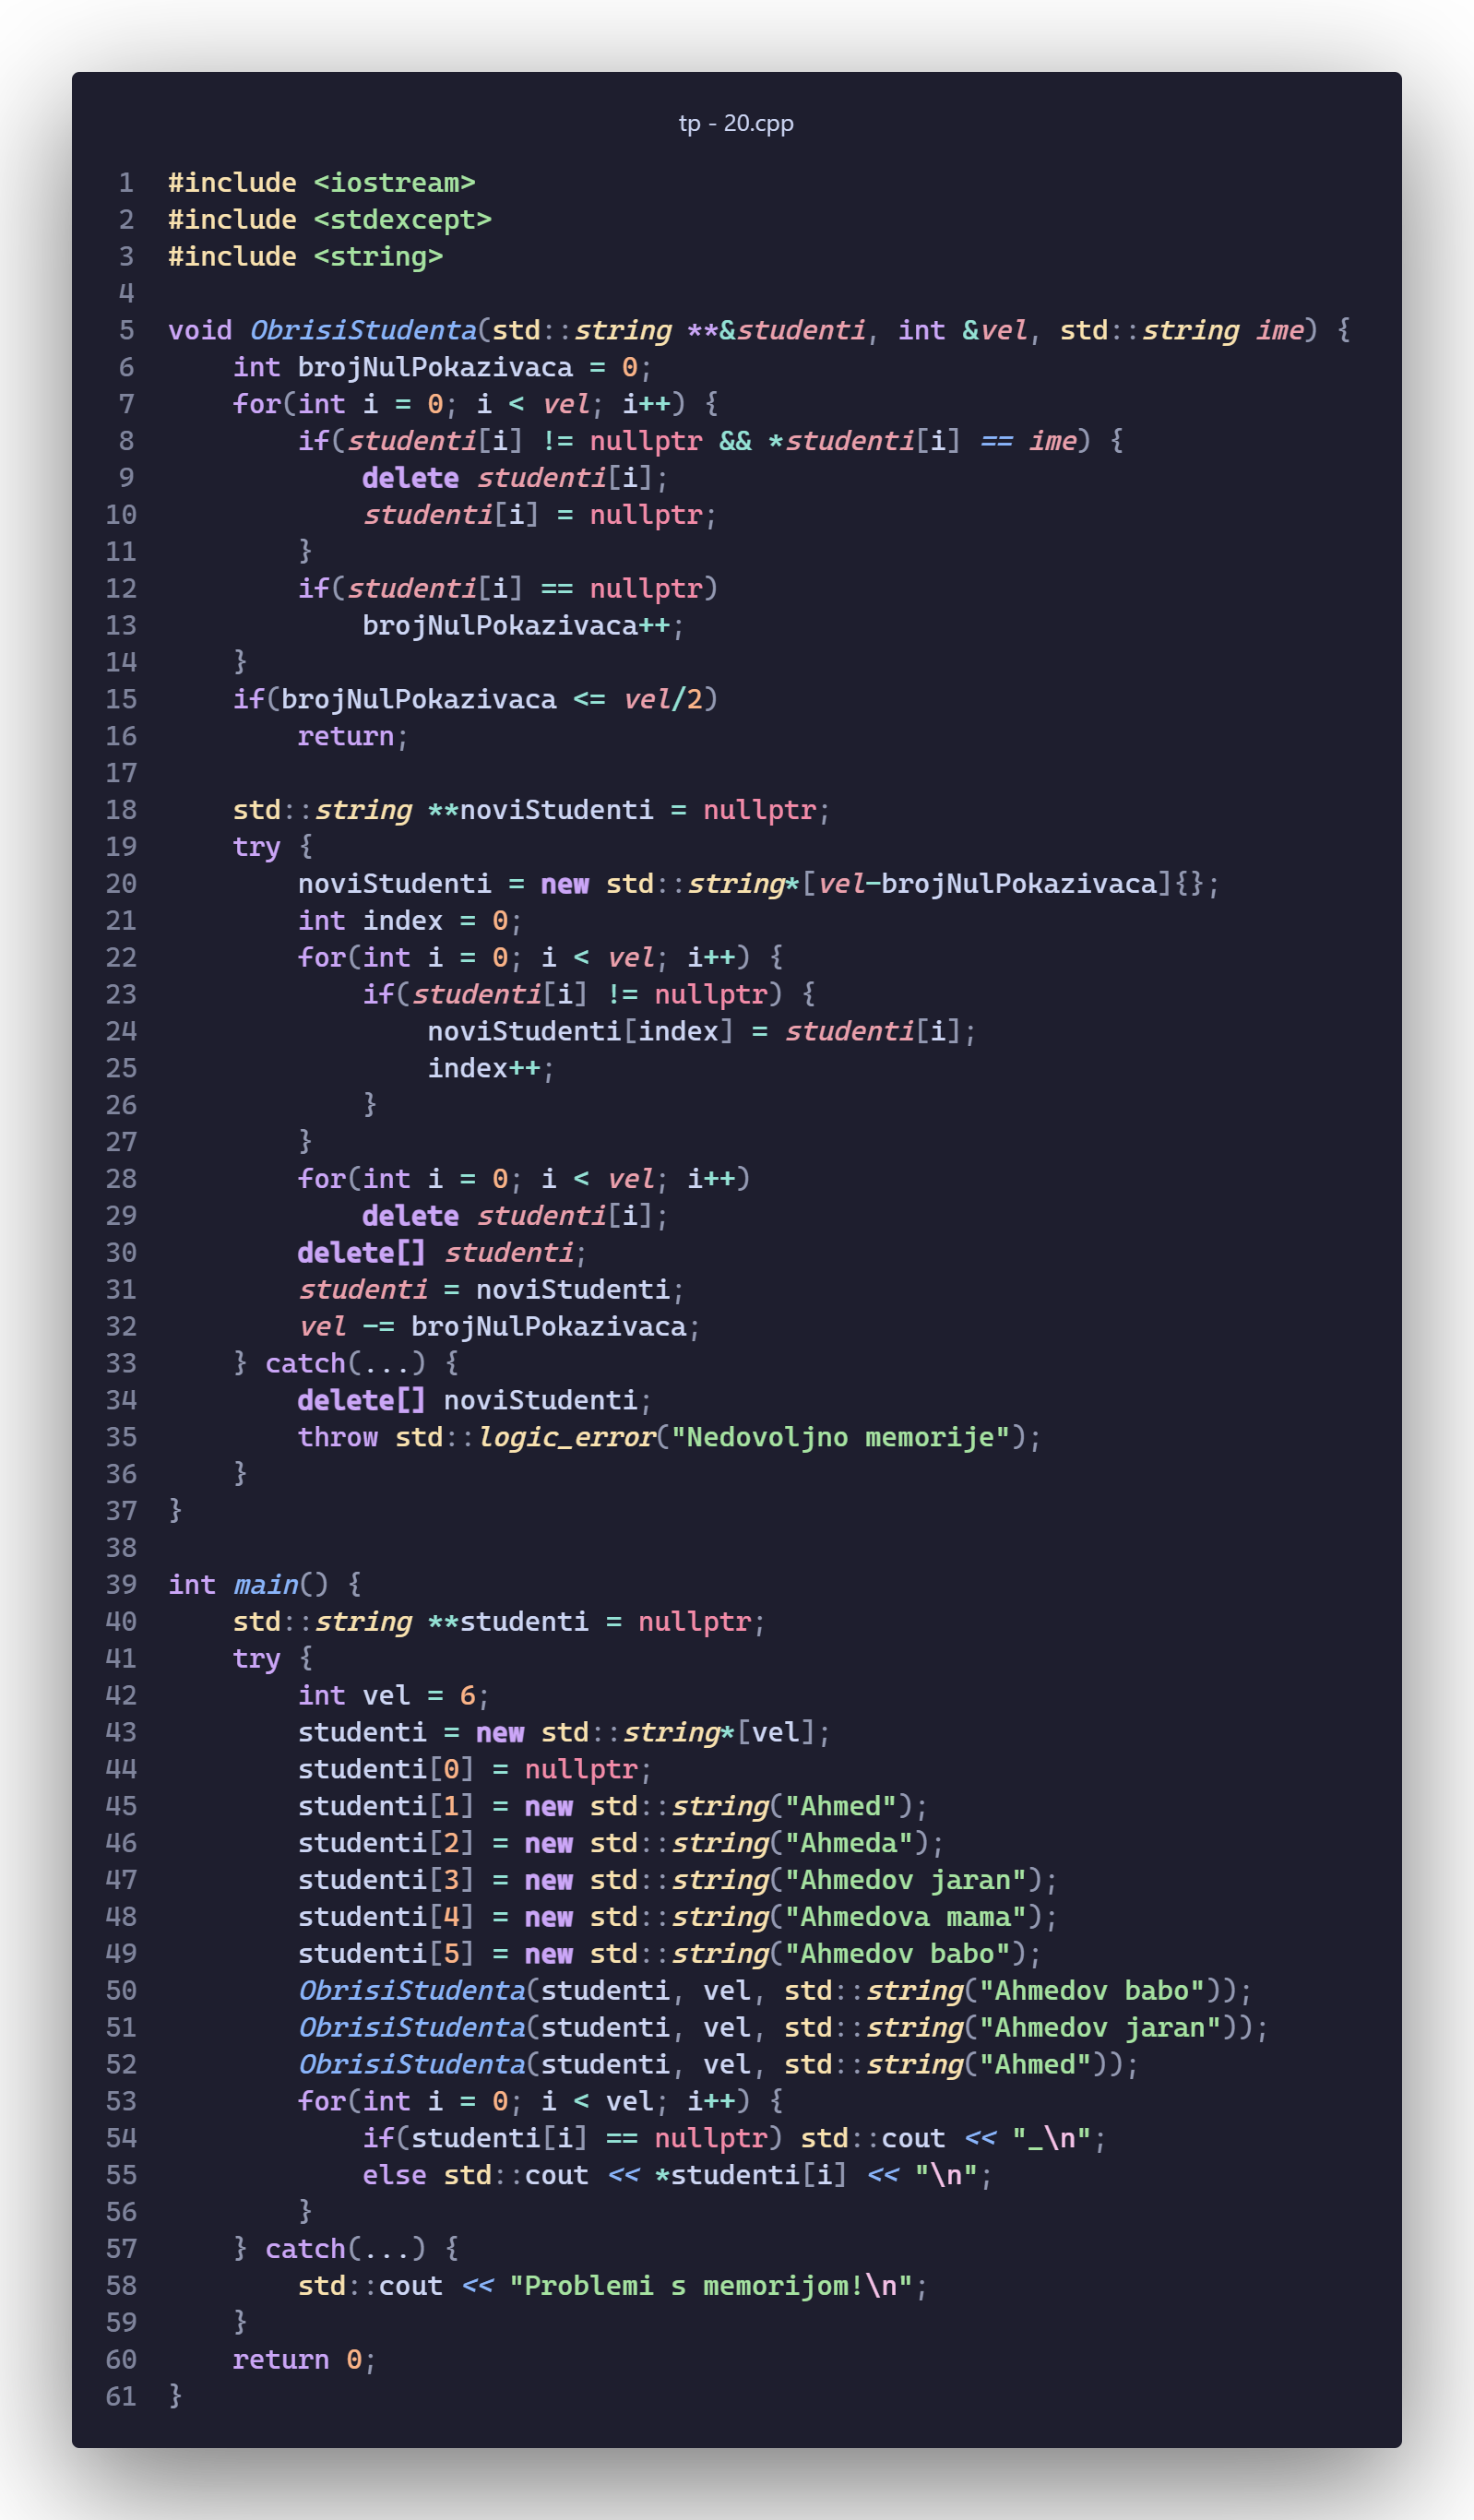 tp - 20.cpp
1 #include <iostream>
2 #include <stdexcept>
3 #include <string>
4
5 void ObrisiStudenta(std::string **&studenti, int &vel, std::string ime) {
6     int brojNulPokazivaca = 0;
7     for(int i = 0; i < vel; i++) {
8         if(studenti[i] != nullptr && *studenti[i] == ime) {
9             delete studenti[i];
10             studenti[i] = nullptr;
11         }
12         if(studenti[i] == nullptr)
13             brojNulPokazivaca++;
14     }
15     if(brojNulPokazivaca <= vel/2)
16         return;
17
18     std::string **noviStudenti = nullptr;
19     try {
20         noviStudenti = new std::string*[vel-brojNulPokazivaca]{};
21         int index = 0;
22         for(int i = 0; i < vel; i++) {
23             if(studenti[i] != nullptr) {
24                 noviStudenti[index] = studenti[i];
25                 index++;
26             }
27         }
28         for(int i = 0; i < vel; i++)
29             delete studenti[i];
30         delete[] studenti;
31         studenti = noviStudenti;
32         vel -= brojNulPokazivaca;
33     } catch(...) {
34         delete[] noviStudenti;
35         throw std::logic_error("Nedovoljno memorije");
36     }
37 }
38
39 int main() {
40     std::string **studenti = nullptr;
41     try {
42         int vel = 6;
43         studenti = new std::string*[vel];
44         studenti[0] = nullptr;
45         studenti[1] = new std::string("Ahmed");
46         studenti[2] = new std::string("Ahmeda");
47         studenti[3] = new std::string("Ahmedov jaran");
48         studenti[4] = new std::string("Ahmedova mama");
49         studenti[5] = new std::string("Ahmedov babo");
50         ObrisiStudenta(studenti, vel, std::string("Ahmedov babo"));
51         ObrisiStudenta(studenti, vel, std::string("Ahmedov jaran"));
52         ObrisiStudenta(studenti, vel, std::string("Ahmed"));
53         for(int i = 0; i < vel; i++) {
54             if(studenti[i] == nullptr) std::cout << "_\n";
55             else std::cout << *studenti[i] << "\n";
56         }
57     } catch(...) {
58         std::cout << "Problemi s memorijom!\n";
59     }
60     return 0;
61 }